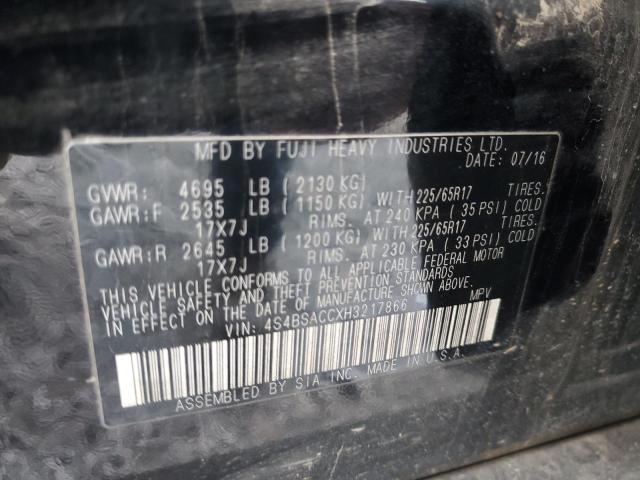 MFD BY FUJI HEAVY INDUSTRIES LTD.
DATE: 07/16
GVWR: 4695 LB ( 2130 KG)
GAWR:F 2535 LB ( 1150 KG) WITH 225/65R17 TIRES.
17X7J RIMS. AT 240 KPA ( 35 PSI) COLD
GAWR:R 2645 LB ( 1200 KG) WITH 225/65R17 TIRES.
17X7J RIMS. AT 230 KPA ( 33 PSI) COLD
THIS VEHICLE CONFORMS TO ALL APPLICABLE FEDERAL MOTOR
VEHICLE SAFETY AND THEFT PREVENTION STANDARDS
IN EFFECT ON THE DATE OF MANUFACTURE SHOWN ABOVE.
VIN: 4S4BSACCXH3217866 MPV
ASSEMBLED BY SIA INC. MADE IN U.S.A.